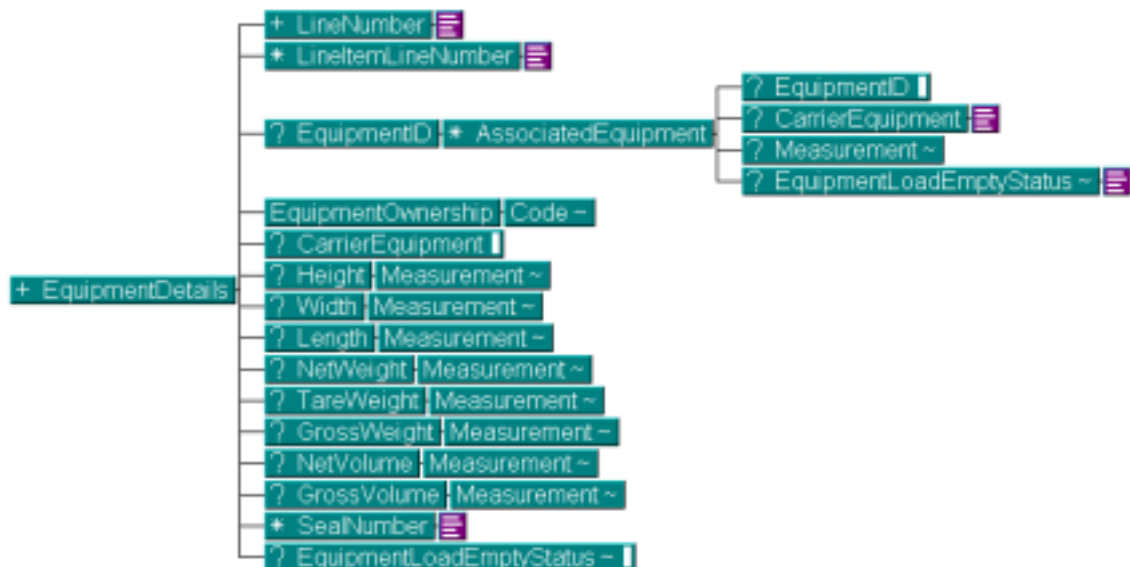 + LineNumber
* LineItemLineNumber
? EquipmentID * AssociatedEquipment
? EquipmentID
? CarrierEquipment
? Measurement ~
? EquipmentLoadEmptyStatus ~
EquipmentOwnership Code ~
? CarrierEquipment
+ EquipmentDetails
? Height Measurement ~
? Width Measurement ~
? Length Measurement ~
? NetWeight Measurement ~
? TareWeight Measurement ~
? GrossWeight Measurement ~
? NetVolume Measurement ~
? GrossVolume Measurement ~
* SealNumber
? EquipmentLoadEmptyStatus ~